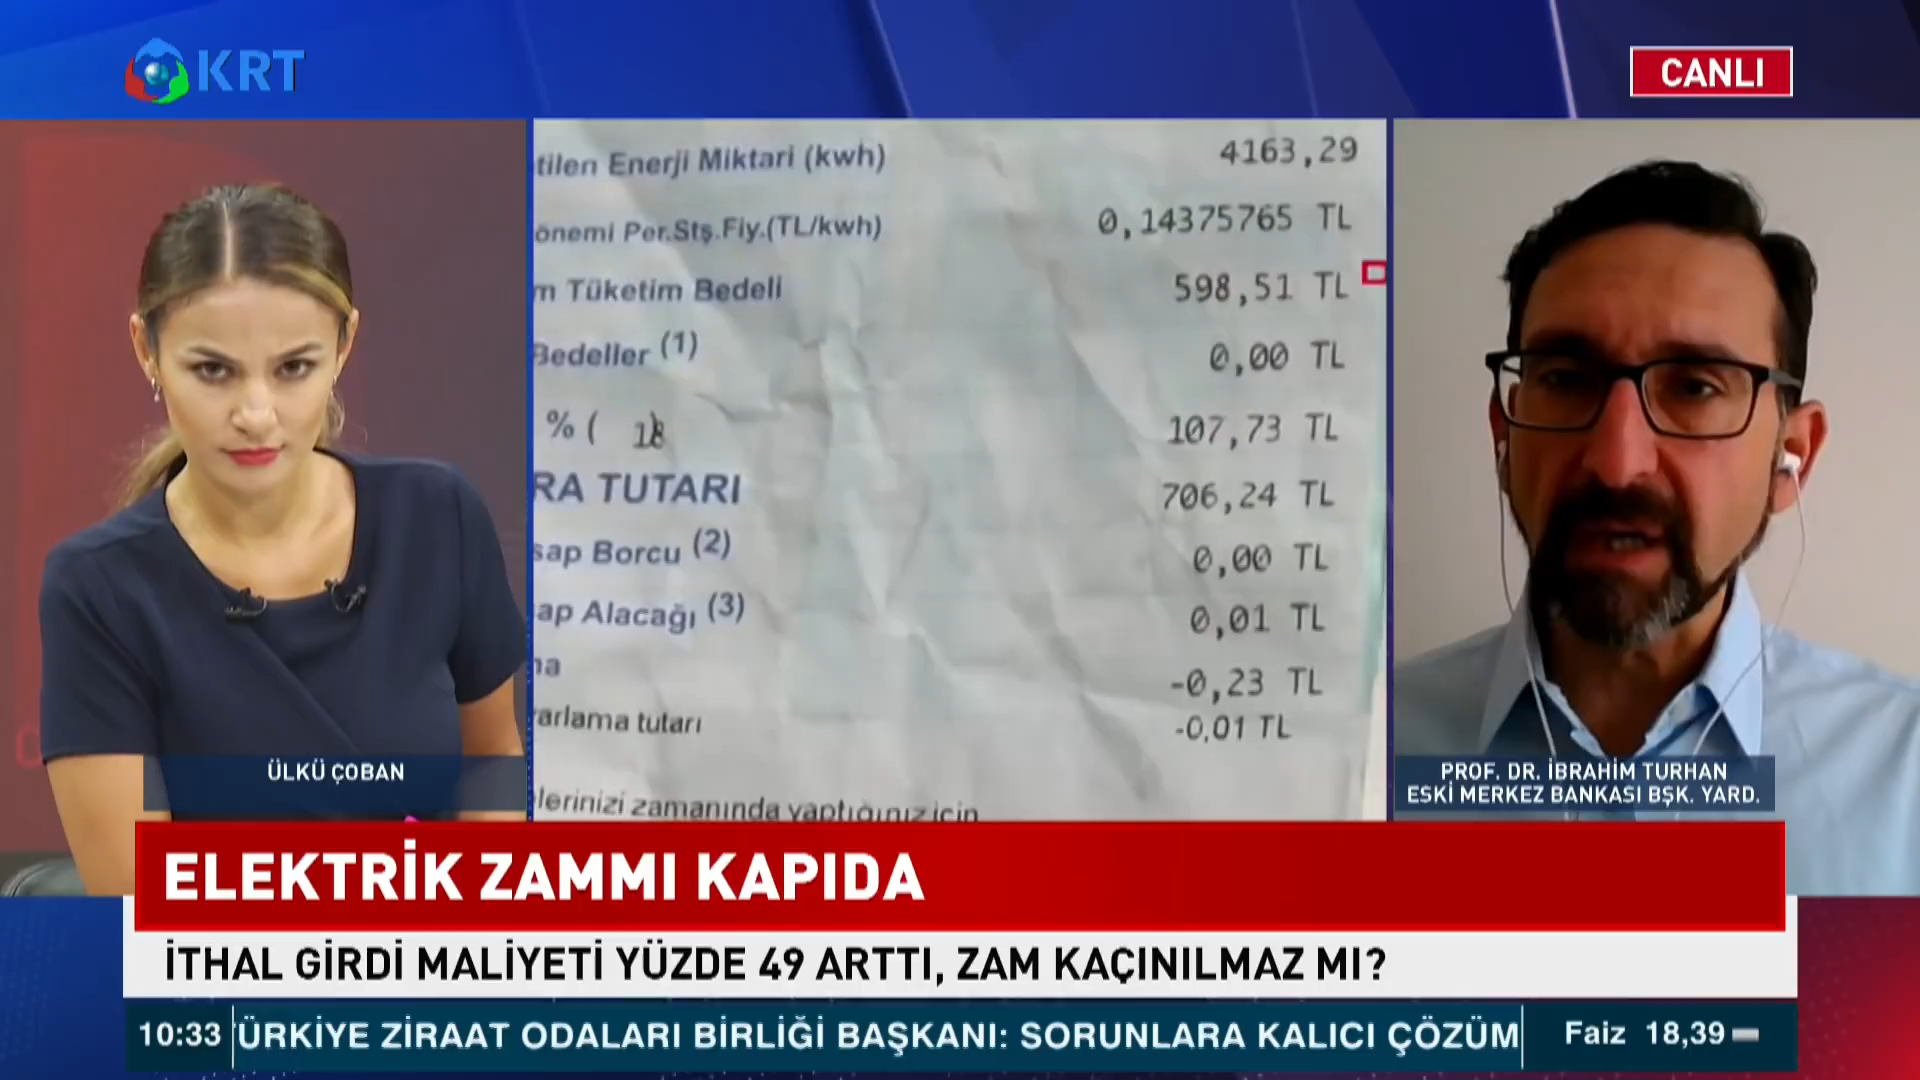 KRT
CANLI
tilen Enerji Miktari (kwh) 4163,29
önemi Per.Stş.Fiy.(TL/kwh) 0,14375765 TL
m Tüketim Bedeli 598,51 TL
Bedeller (1) 0,00 TL
% ( 18 107,73 TL
RA TUTARI 706,24 TL
sap Borcu (2) 0,00 TL
ap Alacağı (3) 0,01 TL
na -0,23 TL
arlama tutarı -0,01 TL
lerinizi zamanında yaptığınız için
ÜLKÜ ÇOBAN
PROF. DR. İBRAHİM TURHAN
ESKİ MERKEZ BANKASI BŞK. YARD.
ELEKTRİK ZAMMI KAPIDA
İTHAL GİRDİ MALİYETİ YÜZDE 49 ARTTI, ZAM KAÇINILMAZ MI?
10:33 ÜRKİYE ZİRAAT ODALARI BİRLİĞİ BAŞKANI: SORUNLARA KALICI ÇÖZÜM Faiz 18,39